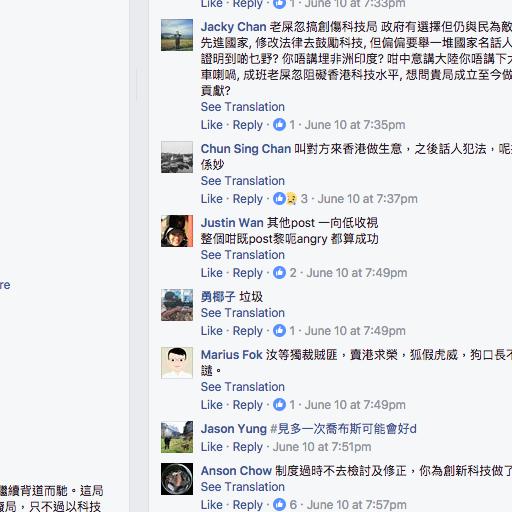 Like · Reply · 1 · June 10 at 7:33pm
Jacky Chan 老屎忽搞創傷科技局 政府有選擇但仍與民為敵
先進國家, 修改法律去鼓勵科技, 但偏偏要舉一堆國家名話人
證明到啲乜野? 你唔講埋非洲印度? 咁中意講大陸你唔講下
車喇喎, 成班老屎忽阻礙香港科技水平, 想問貴局成立至今做
貢獻?
See Translation
Like · Reply · 1 · June 10 at 7:35pm
Chun Sing Chan 叫對方來香港做生意，之後話人犯法，呃
係妙
See Translation
Like · Reply · 3 · June 10 at 7:37pm
Justin Wan 其他post 一向低收視
整個咁既post黎呃angry 都算成功
See Translation
Like · Reply · 2 · June 10 at 7:49pm
re
勇椰子 垃圾
See Translation
Like · Reply · 1 · June 10 at 7:49pm
Marius Fok 汝等獨裁賊匪，賣港求榮，狐假虎威，狗口長不
See Translation
Like · Reply · 1 · June 10 at 7:49pm
Jason Yung #見多一次喬布斯可能會好d
Like · Reply · June 10 at 7:51pm
Anson Chow 制度過時不去檢討及修正，你為創新科技做了
See Translation
Like · Reply · 6 · June 10 at 7:57pm
繼續背道而馳。這局
局，只不過以科技